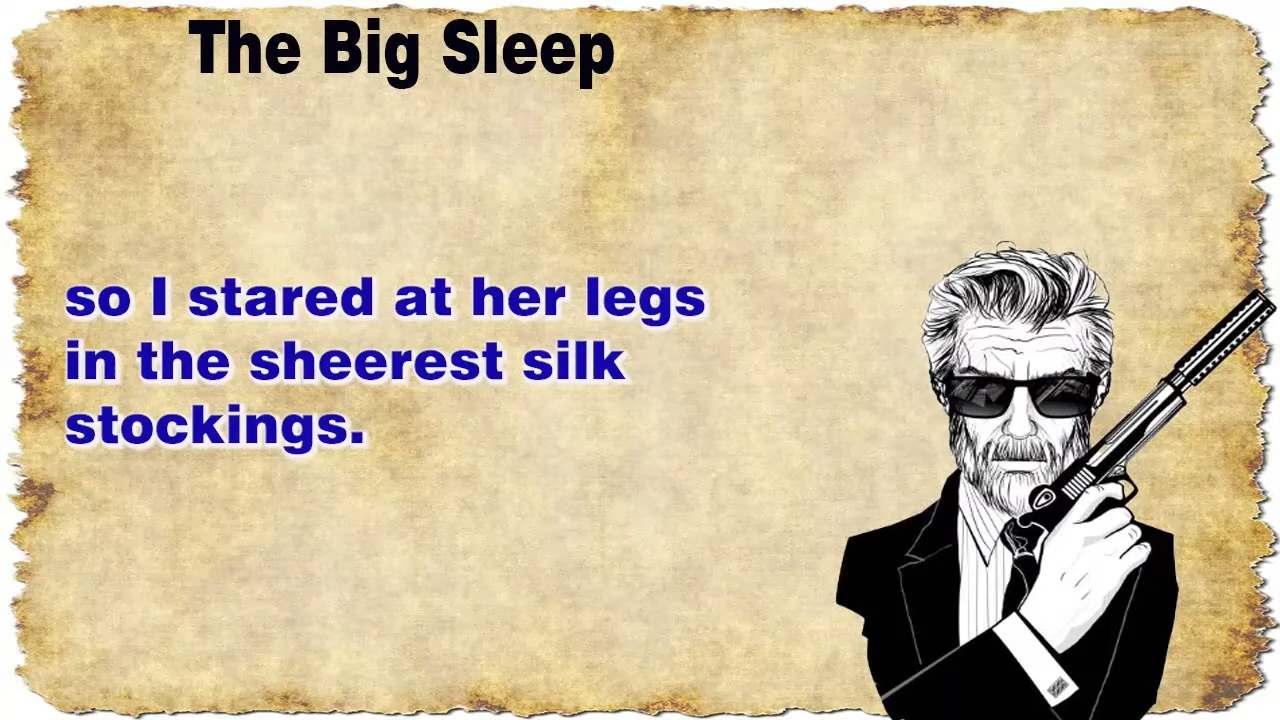 The Big Sleep
so I stared at her legs
in the sheerest silk
stockings.